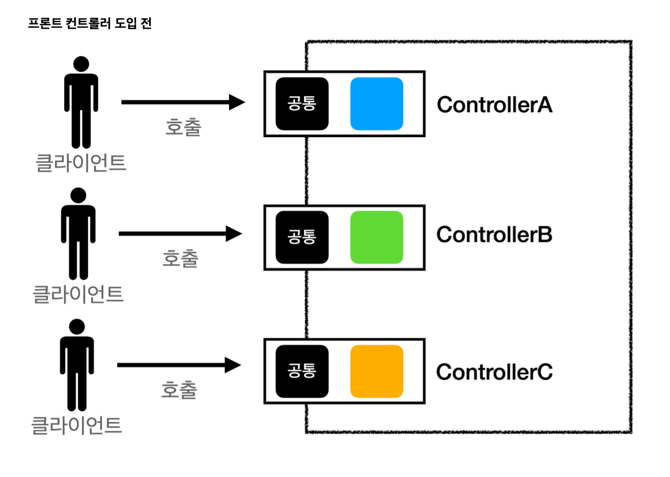 프론트 컨트롤러 도입 전
공통
ControllerA
호출
클라이언트
공통
ControllerB
호출
클라이언트
공통
ControllerC
호출
클라이언트